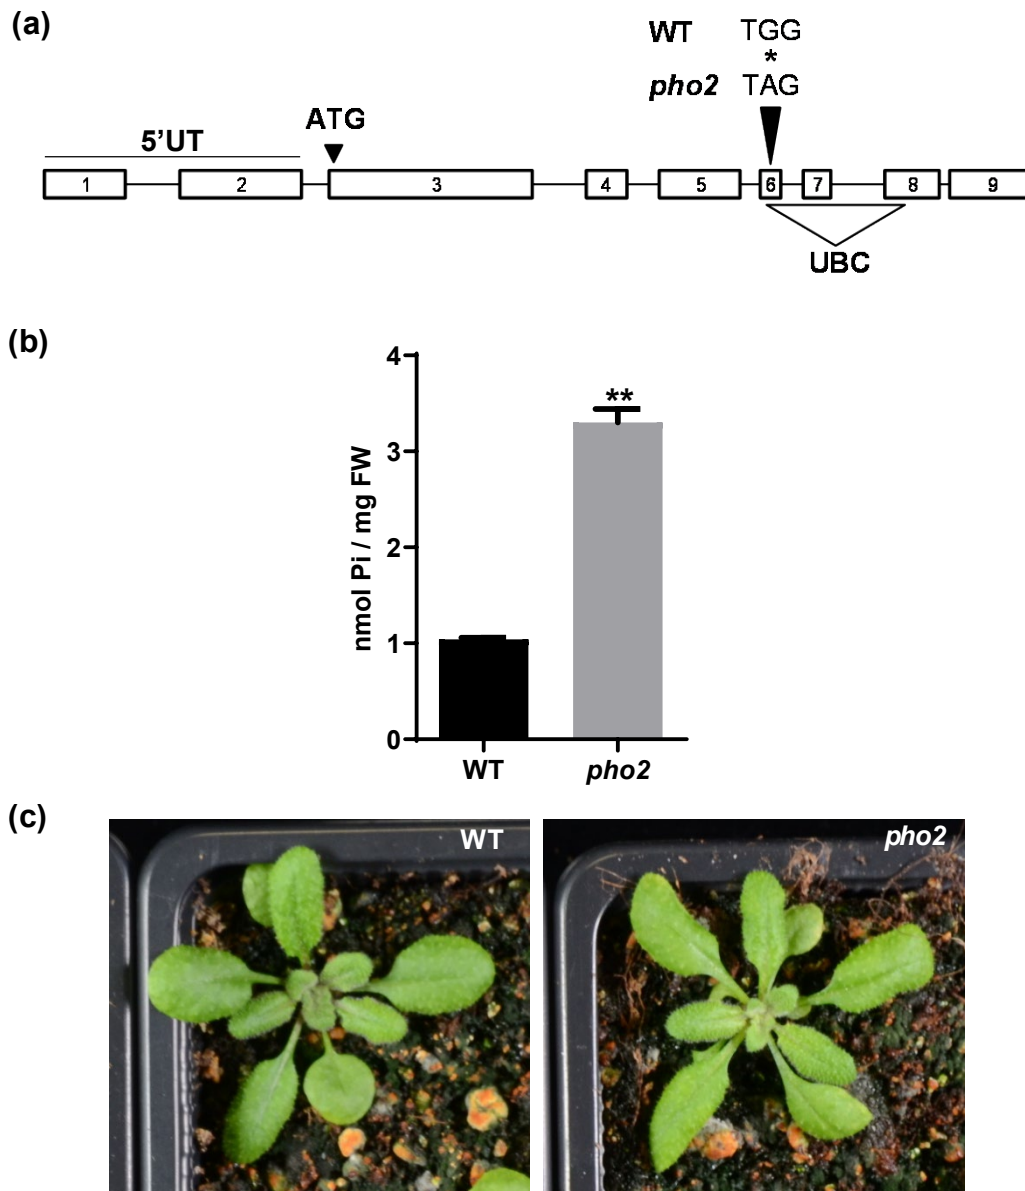 (a)
WT TGG
*
pho2 TAG
ATG
5’UT
1 2 3 4 5 6 7 8 9
UBC
(b)
4
3
2
1
0
nmol Pi / mg FW
**
WT pho2
(c)
WT pho2